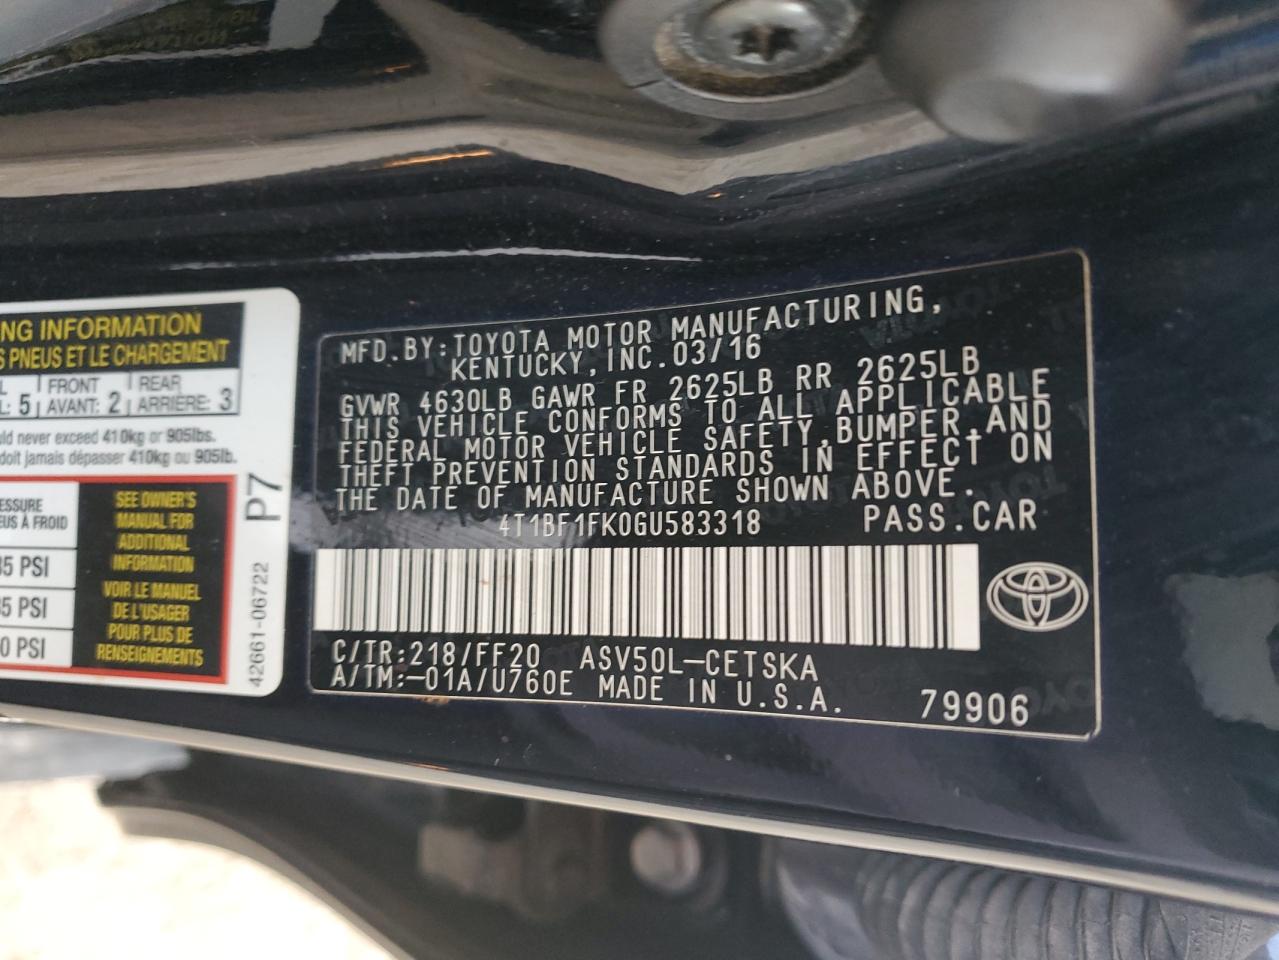 NG INFORMATION
PNEUS ET LE CHARGEMENT
FRONT REAR
5 AVANT: 2 ARRIÈRE: 3
never exceed 410kg or 905lbs.
doit jamais dépasser 410kg ou 905lb.
À FROID
35 PSI
35 PSI
0 PSI
SEE OWNER'S
MANUAL FOR
ADDITIONAL
INFORMATION
VOIR LE MANUEL
DE L'USAGER
POUR PLUS DE
RENSEIGNEMENTS
P7
42661-06722
MFD.BY:TOYOTA MOTOR MANUFACTURING,
KENTUCKY,INC.03/16
GVWR 4630LB GAWR FR 2625LB RR 2625LB
THIS VEHICLE CONFORMS TO ALL APPLICABLE
FEDERAL MOTOR VEHICLE SAFETY,BUMPER,AND
THEFT PREVENTION STANDARDS IN EFFECT ON
THE DATE OF MANUFACTURE SHOWN ABOVE.
4T1BF1FK0GU583318 PASS.CAR
C/TR:218/FF20 ASV50L-CETSKA
A/TM:-01A/U760E MADE IN U.S.A. 79906